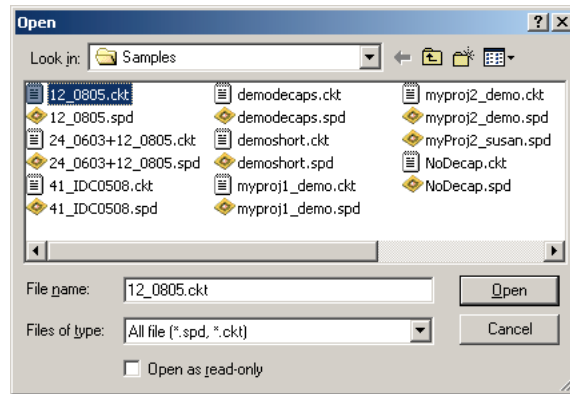 Open
Look in: Samples
12_0805.ckt
12_0805.spd
24_0603+12_0805.ckt
24_0603+12_0805.spd
41_IDC0508.ckt
41_IDC0508.spd
demodecaps.ckt
demodecaps.spd
demoshort.ckt
demoshort.spd
myproj1_demo.ckt
myproj1_demo.spd
myproj2_demo.ckt
myproj2_demo.spd
myProj2_susan.spd
NoDecap.ckt
NoDecap.spd
File name: 12_0805.ckt Open
Files of type: All file (*.spd, *.ckt) Cancel
Open as read-only